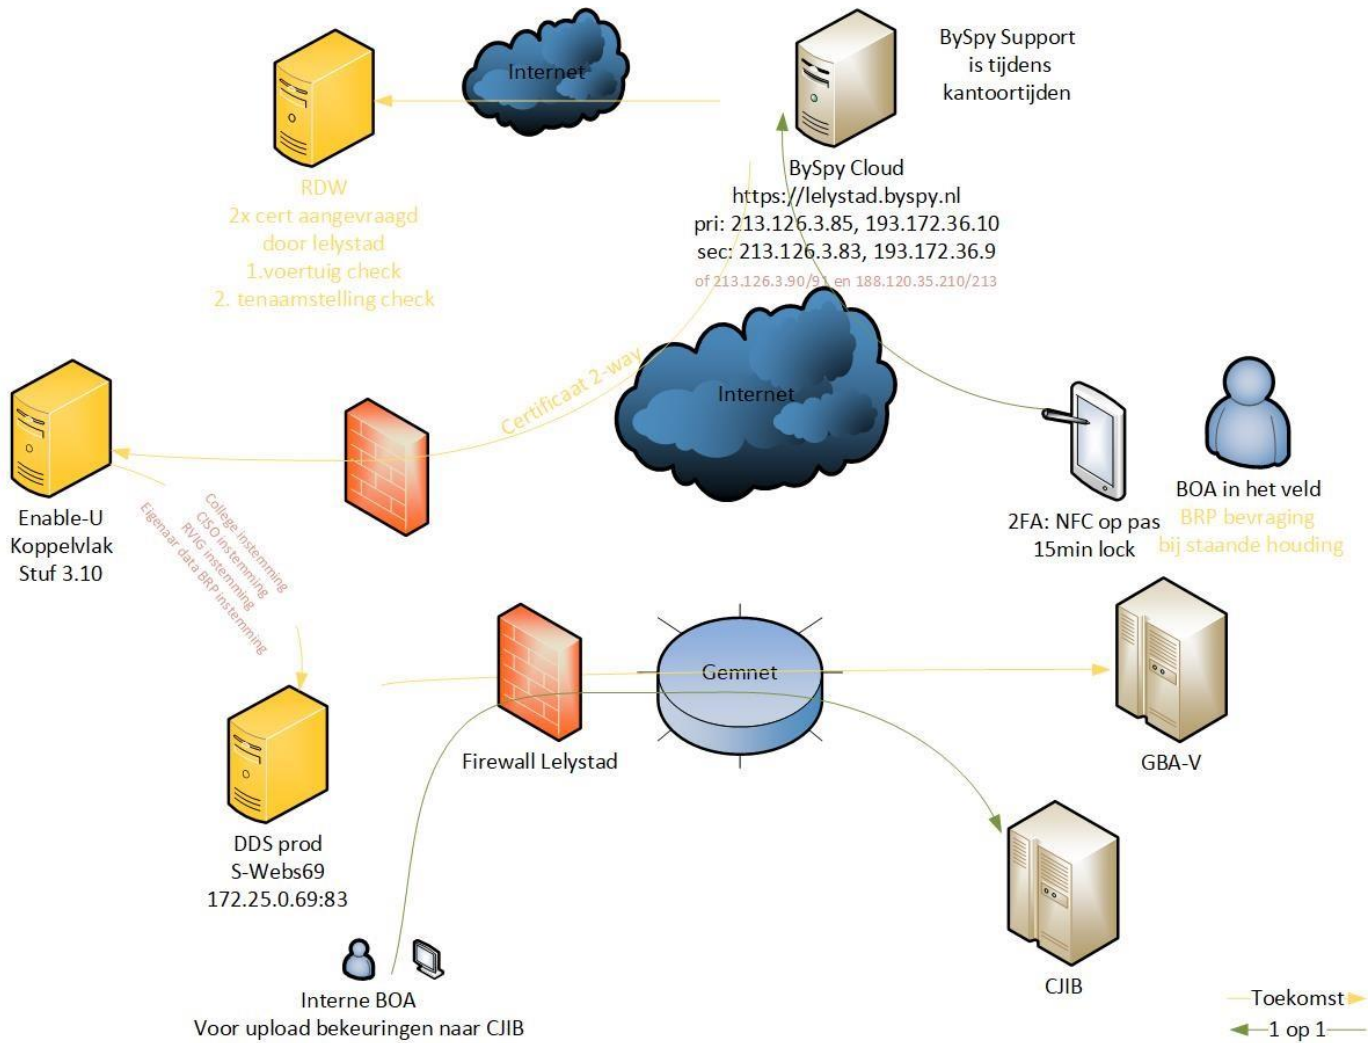 Internet
BySpy Support
is tijdens
kantoortijden
RDW
2x cert aangevraagd
door lelystad
1.voertuig check
2. tenaamstelling check
BySpy Cloud
https://lelystad.byspy.nl
pri: 213.126.3.85, 193.172.36.10
sec: 213.126.3.83, 193.172.36.9
of 213.126.3.90/91 en 188.120.35.210/213
Certificaat 2-way
Internet
Enable-U
Koppelvlak
Stuf 3.10
College instemming
CISO instemming
RVIG instemming
Eigenaar data BRP instemming
2FA: NFC op pas
15min lock
BOA in het veld
BRP bevraging
bij staande houding
Firewall Lelystad
Gemnet
GBA-V
DDS prod
S-Webs69
172.25.0.69:83
CJIB
Interne BOA
Voor upload bekeuringen naar CJIB
Toekomst
1 op 1